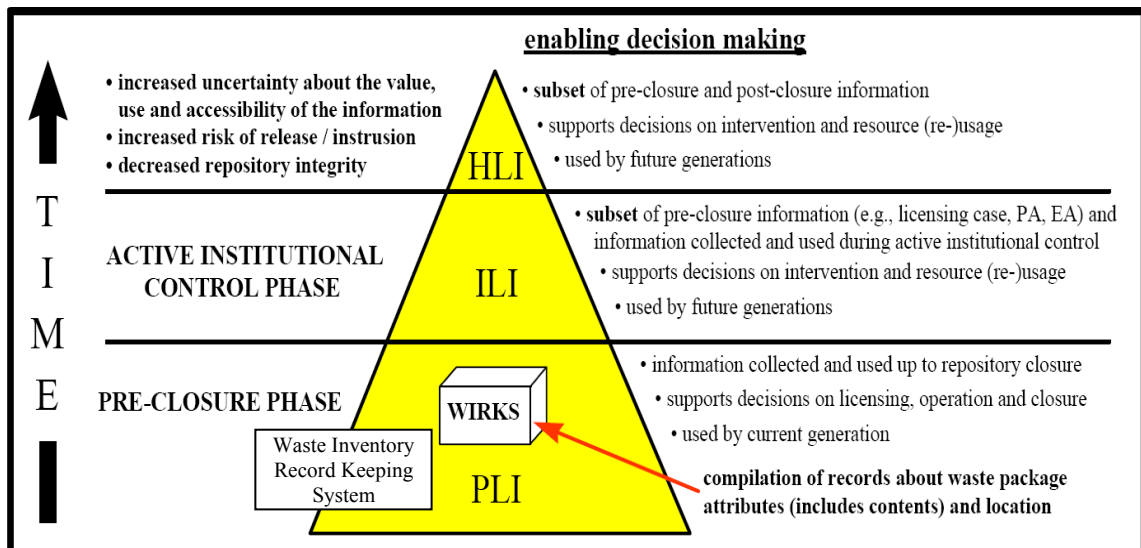 enabling decision making
• increased uncertainty about the value,
use and accessibility of the information
• increased risk of release / instrusion
• decreased repository integrity
HLI
• subset of pre-closure and post-closure information
• supports decisions on intervention and resource (re-)usage
• used by future generations
T
I
M
E
ACTIVE INSTITUTIONAL
CONTROL PHASE
ILI
• subset of pre-closure information (e.g., licensing case, PA, EA) and
information collected and used during active institutional control
• supports decisions on intervention and resource (re-)usage
• used by future generations
PRE-CLOSURE PHASE
WIRKS
Waste Inventory
Record Keeping
System
PLI
• information collected and used up to repository closure
• supports decisions on licensing, operation and closure
• used by current generation
compilation of records about waste package
attributes (includes contents) and location